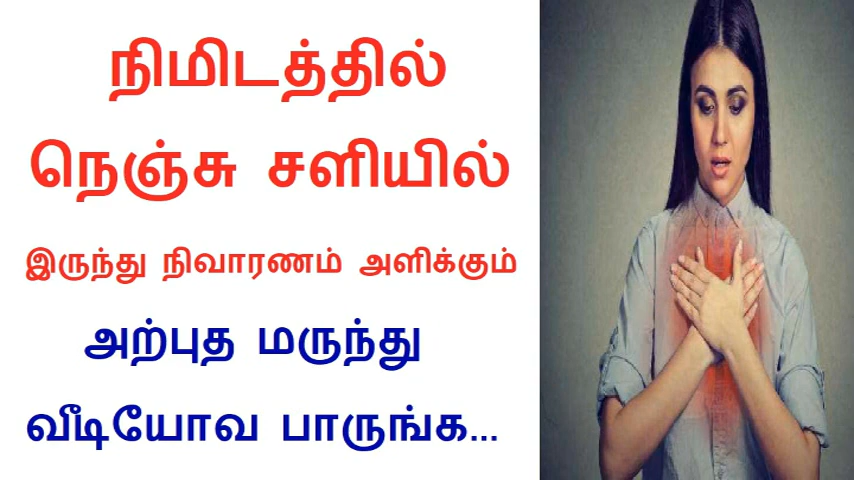 நிமிடத்தில்
நெஞ்சு சளியில்
இருந்து நிவாரணம் அளிக்கும்
அற்புத மருந்து
வீடியோவ பாருங்க...